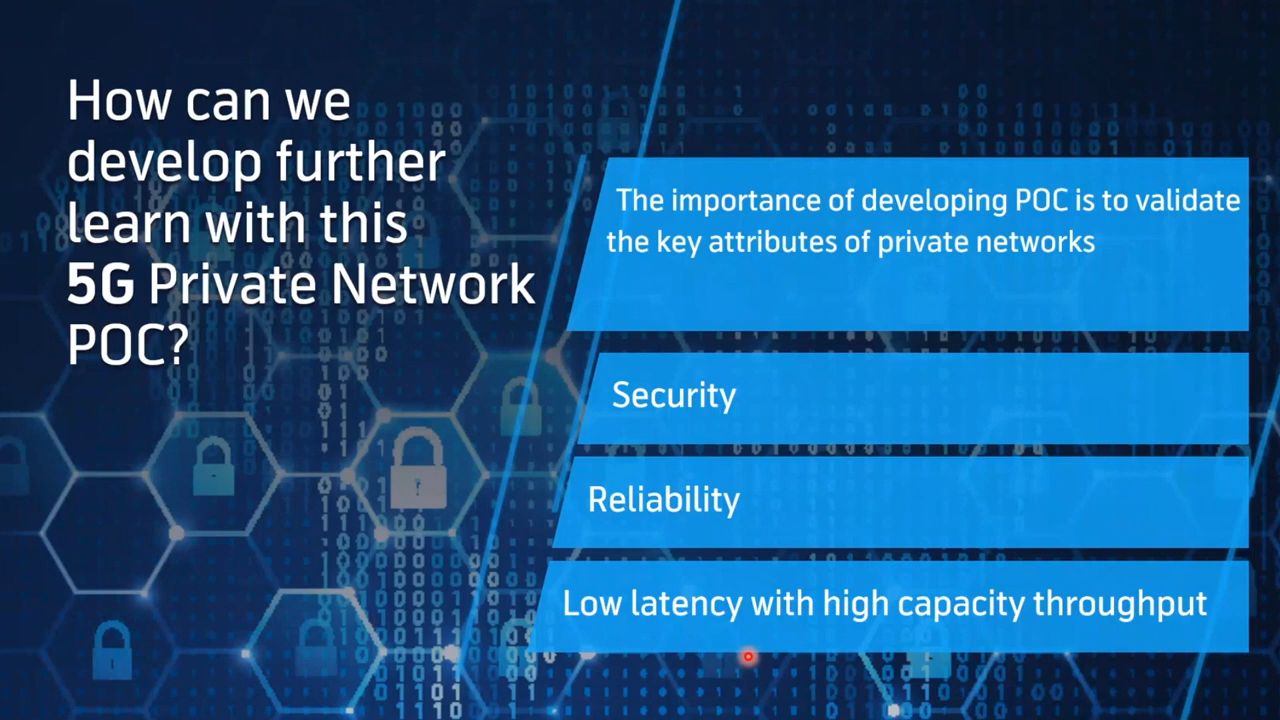 How can we
develop further
learn with this
5G Private Network
POC?
The importance of developing POC is to validate
the key attributes of private networks
Security
Reliability
Low latency with high capacity throughput